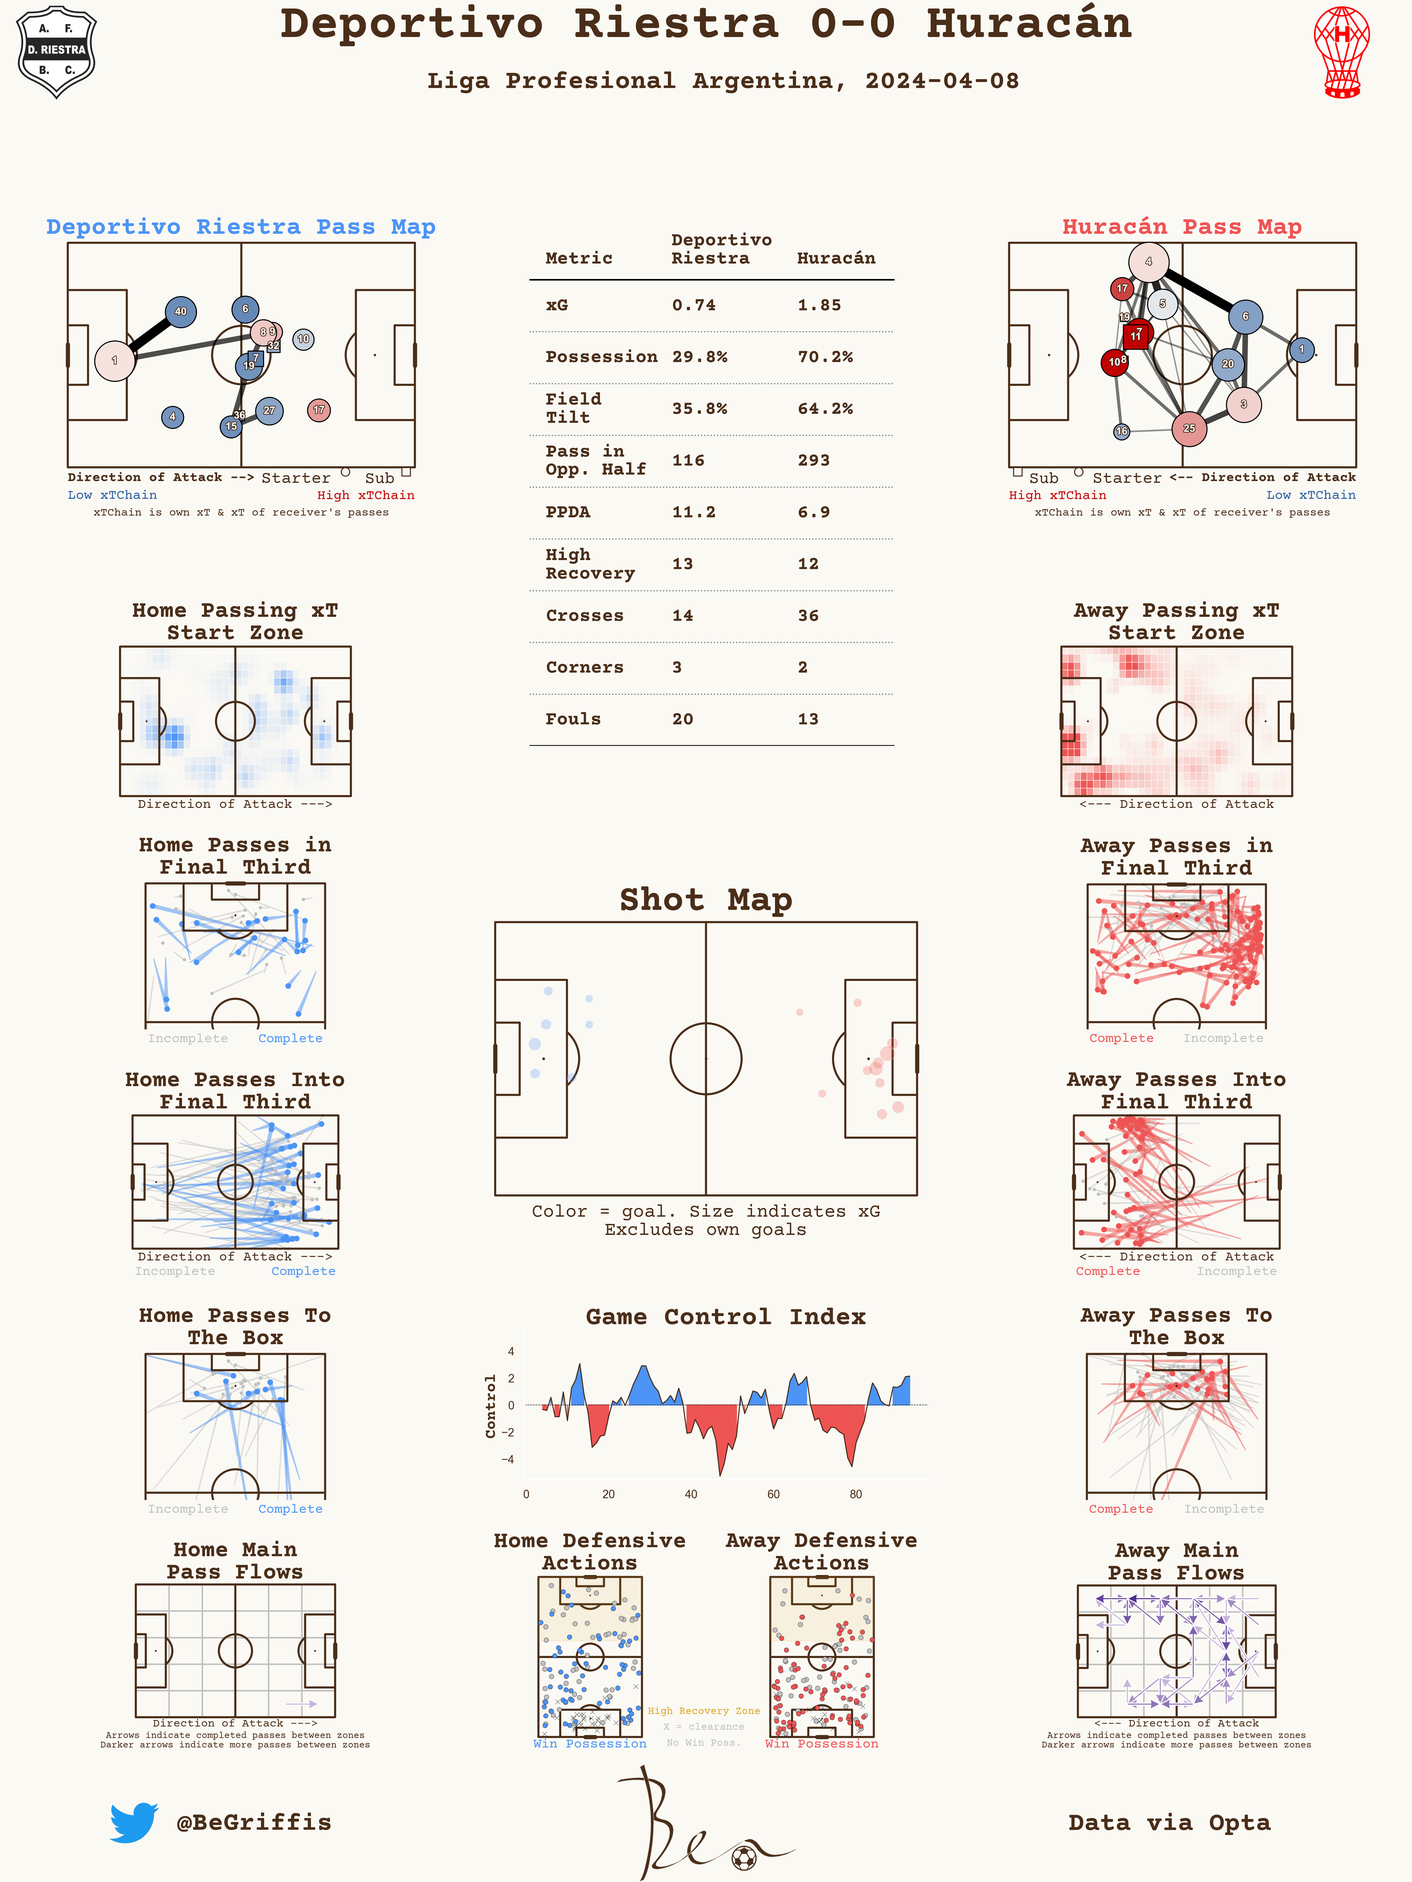 Deportivo Riestra 0-0 Huracán
Liga Profesional Argentina, 2024-04-08
A. F.
D. RIESTRA
B. C.
H
Deportivo Riestra Pass Map
40
6
8
9
32
10
1
7
19
4
36
27
17
15
Direction of Attack --> Starter Sub
Low xTChain High xTChain
xTChain is own xT & xT of receiver's passes
Metric Deportivo Riestra Huracán
xG 0.74 1.85
Possession 29.8% 70.2%
Field Tilt 35.8% 64.2%
Pass in Opp. Half 116 293
PPDA 11.2 6.9
High Recovery 13 12
Crosses 14 36
Corners 3 2
Fouls 20 13
Huracán Pass Map
4
17
5
19
6
7
11
1
10
8
20
3
16
25
Sub Starter <-- Direction of Attack
High xTChain Low xTChain
xTChain is own xT & xT of receiver's passes
Home Passing xT
Start Zone
Direction of Attack --->
Away Passing xT
Start Zone
<--- Direction of Attack
Home Passes in
Final Third
Incomplete Complete
Away Passes in
Final Third
Complete Incomplete
Shot Map
Color = goal. Size indicates xG
Excludes own goals
Home Passes Into
Final Third
Direction of Attack --->
Incomplete Complete
Away Passes Into
Final Third
<--- Direction of Attack
Complete Incomplete
Home Passes To
The Box
Incomplete Complete
Game Control Index
Control
4
2
0
−2
−4
0 20 40 60 80
Away Passes To
The Box
Complete Incomplete
Home Main
Pass Flows
Direction of Attack --->
Arrows indicate completed passes between zones
Darker arrows indicate more passes between zones
Home Defensive
Actions
Win Possession
High Recovery Zone
X = clearance
No Win Poss.
Away Defensive
Actions
Win Possession
Away Main
Pass Flows
<--- Direction of Attack
Arrows indicate completed passes between zones
Darker arrows indicate more passes between zones
@BeGriffis
Ben
Data via Opta